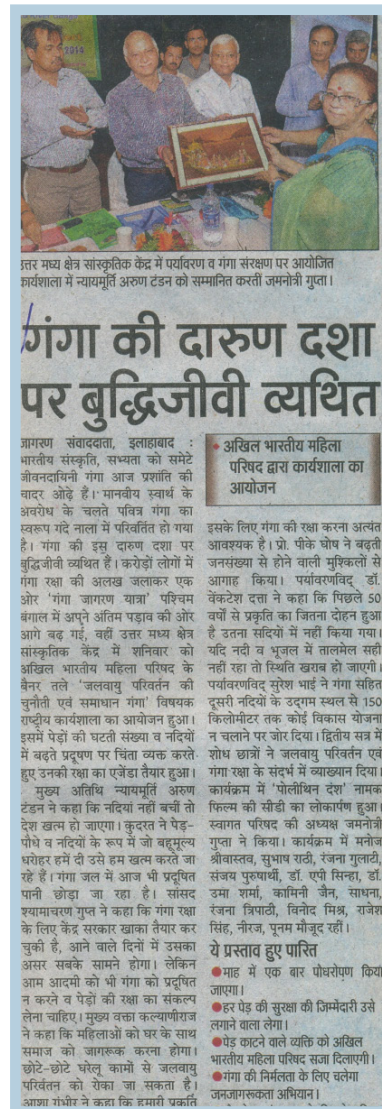 2014
उत्तर मध्य क्षेत्र सांस्कृतिक केंद्र में पर्यावरण व गंगा संरक्षण पर आयोजित
कार्यशाला में न्यायमूर्ति अरुण टंडन को सम्मानित करतीं जमनोत्री गुप्ता।
गंगा की दारुण दशा
पर बुद्धिजीवी व्यथित
जागरण संवाददाता, इलाहाबाद :
भारतीय संस्कृति, सभ्यता को समेटे
जीवनदायिनी गंगा आज प्रशांति की
चादर ओढ़े हैं। मानवीय स्वार्थ के
अवरोध के चलते पवित्र गंगा का
स्वरूप गंदे नाला में परिवर्तित हो गया
है। गंगा की इस दारुण दशा पर
बुद्धिजीवी व्यथित हैं। करोड़ों लोगों में
गंगा रक्षा की अलख जलाकर एक
ओर 'गंगा जागरण यात्रा' पश्चिम
बंगाल में अपने अंतिम पड़ाव की ओर
आगे बढ़ गई, वहीं उत्तर मध्य क्षेत्र
सांस्कृतिक केंद्र में शनिवार को
अखिल भारतीय महिला परिषद के
बैनर तले 'जलवायु परिवर्तन की
चुनौती एवं समाधान गंगा' विषयक
राष्ट्रीय कार्यशाला का आयोजन हुआ।
इसमें पेड़ों की घटती संख्या व नदियों
में बढ़ते प्रदूषण पर चिंता व्यक्त करते
हुए उनकी रक्षा का एजेंडा तैयार हुआ।
मुख्य अतिथि न्यायमूर्ति अरुण
टंडन ने कहा कि नदियां नहीं बचीं तो
देश खत्म हो जाएगा। कुदरत ने पेड़-
पौधे व नदियों के रूप में जो बहुमूल्य
धरोहर हमें दी उसे हम खत्म करते जा
रहे हैं। गंगा जल में आज भी प्रदूषित
पानी छोड़ा जा रहा है। सांसद
श्यामाचरण गुप्त ने कहा कि गंगा रक्षा
के लिए केंद्र सरकार खाका तैयार कर
चुकी है, आने वाले दिनों में उसका
असर सबके सामने होगा। लेकिन
आम आदमी को भी गंगा को प्रदूषित
न करने व पेड़ों की रक्षा का संकल्प
लेना चाहिए। मुख्य वक्ता कल्याणीराज
ने कहा कि महिलाओं को घर के साथ
समाज को जागरूक करना होगा।
छोटे-छोटे घरेलू कामों से जलवायु
परिर्वतन को रोका जा सकता है।
आशा गंभीर ने कहा कि हमारी प्रकृति
• अखिल भारतीय महिला
परिषद द्वारा कार्यशाला का
आयोजन
इसके लिए गंगा की रक्षा करना अत्यंत
आवश्यक है। प्रो. पीके घोष ने बढ़ती
जनसंख्या से होने वाली मुश्किलों से
आगाह किया। पर्यावरणविद् डॉ.
वेंकटेश दत्ता ने कहा कि पिछले 50
वर्षो से प्रकृति का जितना दोहन हुआ
है उतना सदियों में नहीं किया गया।
यदि नदी व भूजल में तालमेल सही
नहीं रहा तो स्थिति खराब हो जाएगी।
पर्यावरणविद् सुरेश भाई ने गंगा सहित
दूसरी नदियों के उद्गम स्थल से 150
किलोमीटर तक कोई विकास योजना
न चलाने पर जोर दिया। द्वितीय सत्र में
शोध छात्रों ने जलवायु परिवर्तन एवं
गंगा रक्षा के संदर्भ में व्याख्यान दिया।
कार्यक्रम में 'पोलीथिन दंश' नामक
फिल्म की सीडी का लोकार्पण हुआ।
स्वागत परिषद की अध्यक्ष जमनोत्री
गुप्ता ने किया। कार्यक्रम में मनोज
श्रीवास्तव, सुभाष राठी, रंजना गुलाटी,
संजय पुरुषार्थी, डॉ. एपी सिन्हा, डॉ.
उमा शर्मा, कामिनी जैन, साधना,
रंजना त्रिपाठी, विनोद मिश्र, राजेश
सिंह, नीरज, पूनम मौजूद रहीं।
ये प्रस्ताव हुए पारित
●माह में एक बार पौधरोपण किया
जाएगा।
●हर पेड़ की सुरक्षा की जिम्मेदारी उसे
लगाने वाला लेगा।
●पेड़ काटने वाले व्यक्ति को अखिल
भारतीय महिला परिषद सजा दिलाएगी।
●गंगा की निर्मलता के लिए चलेगा
जनजागरूकता अभियान।